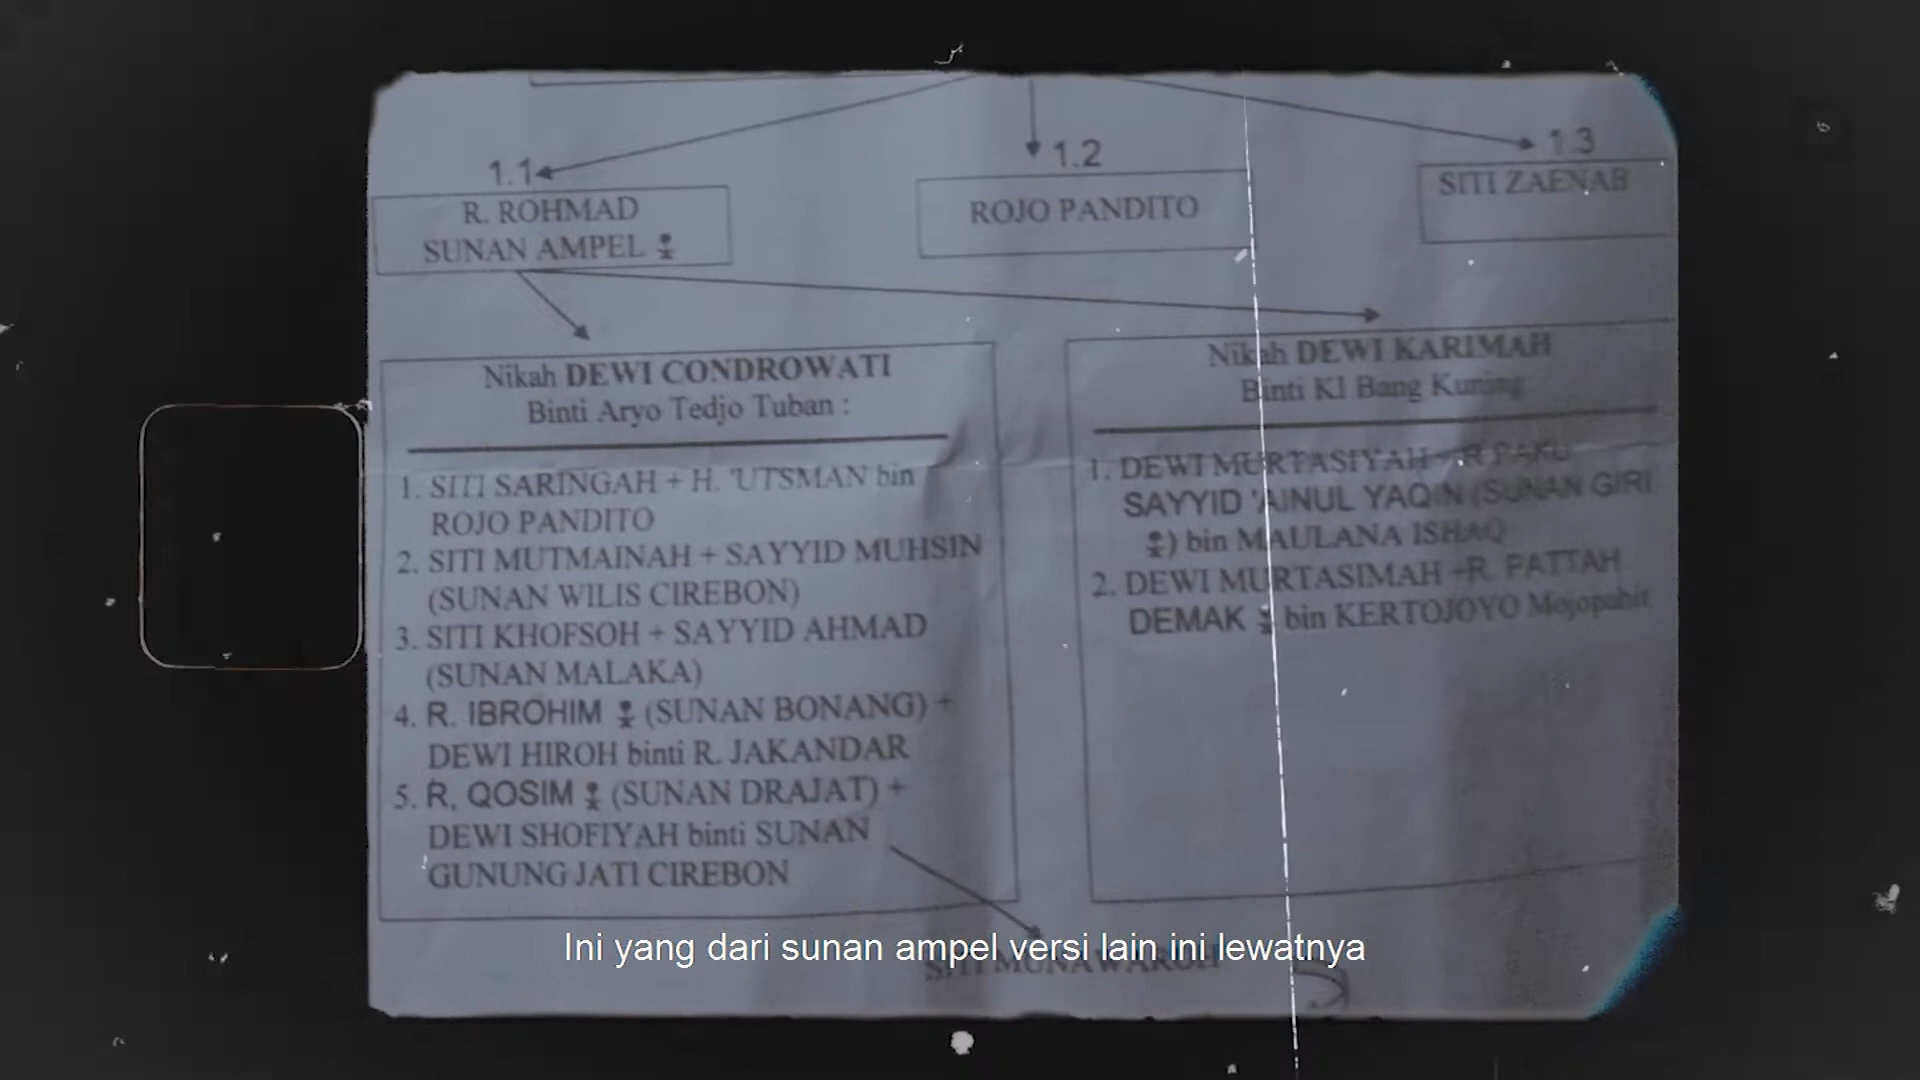 1.1
1.2
1.3
R. ROHMAD
SUNAN AMPEL
ROJO PANDITO
SITI ZAENAB
Nikah DEWI CONDROWATI
Binti Aryo Tedjo Tuban :
1. SITI SARINGAH + H. 'UTSMAN bin
ROJO PANDITO
2. SITI MUTMAINAH + SAYYID MUHSIN
(SUNAN WILIS CIREBON)
3. SITI KHOFSOH + SAYYID AHMAD
(SUNAN MALAKA)
4. R. IBROHIM (SUNAN BONANG) +
DEWI HIROH binti R. JAKANDAR
5. R. QOSIM (SUNAN DRAJAT) +
DEWI SHOFIYAH binti SUNAN
GUNUNG JATI CIREBON
Nikah DEWI KARIMAH
Binti KI Bang Kuning
1. DEWI MURTASIYAH + R PAKU
SAYYID 'AINUL YAQIN (SUNAN GIRI
) bin MAULANA ISHAQ
2. DEWI MURTASIMAH +R. PATTAH
DEMAK bin KERTOJOYO Mojopahit
SITI MUNAWAROH
Ini yang dari sunan ampel versi lain ini lewatnya